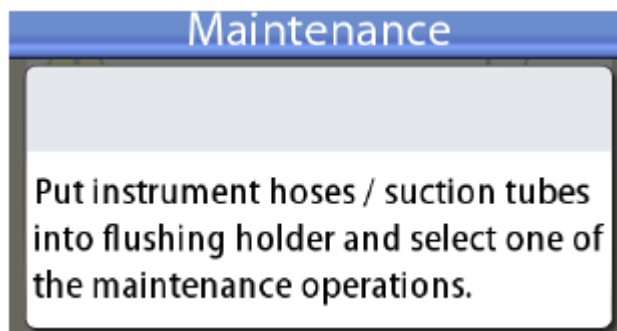 Maintenance
Put instrument hoses / suction tubes
into flushing holder and select one of
the maintenance operations.